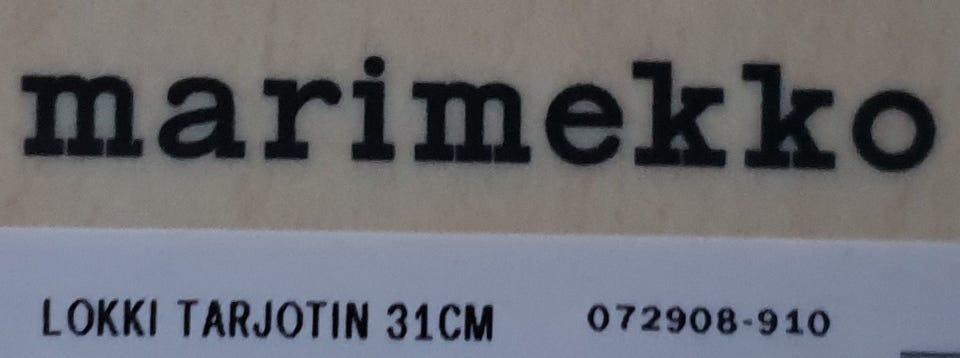 marimekko
LOKKI TARJOTIN 31CM 072908-910